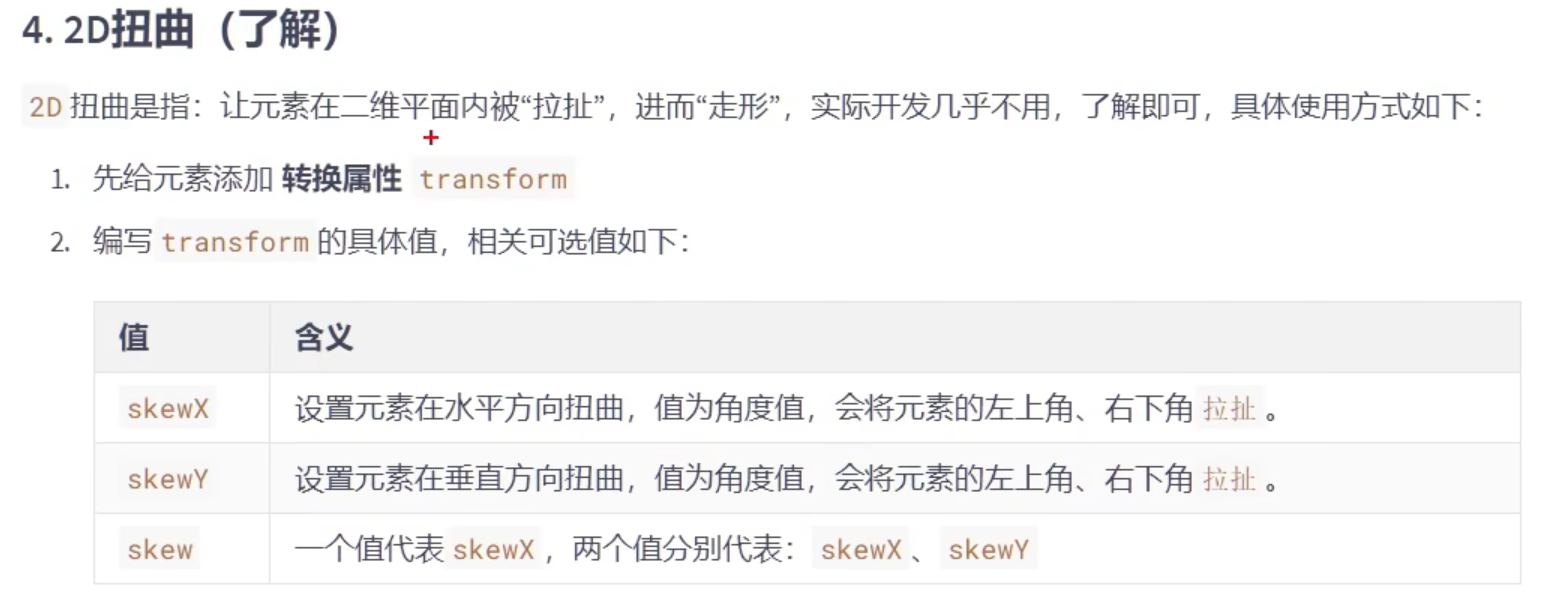 4. 2D扭曲（了解）
2D 扭曲是指：让元素在二维平面内被“拉扯”，进而“走形”，实际开发几乎不用，了解即可，具体使用方式如下：
1. 先给元素添加 转换属性 transform
2. 编写 transform 的具体值，相关可选值如下：
值 含义
skewX 设置元素在水平方向扭曲，值为角度值，会将元素的左上角、右下角 拉扯 。
skewY 设置元素在垂直方向扭曲，值为角度值，会将元素的左上角、右下角 拉扯 。
skew 一个值代表 skewX ，两个值分别代表： skewX 、 skewY